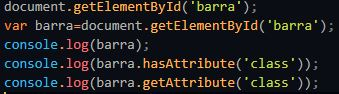 document.getElementById('barra');
var barra=document.getElementById('barra');
console.log(barra);
console.log(barra.hasAttribute('class'));
console.log(barra.getAttribute('class'));